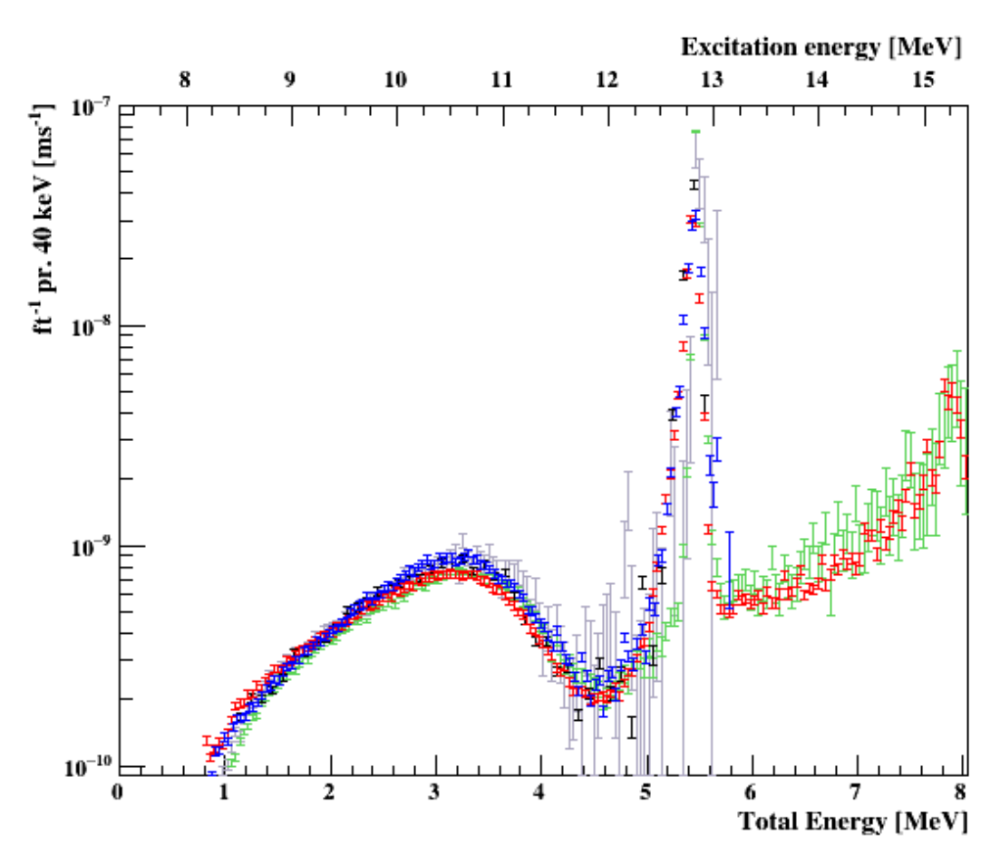 Excitation energy [MeV]
8 9 10 11 12 13 14 15
ft⁻¹ pr. 40 keV [ms⁻¹]
10⁻⁷
10⁻⁸
10⁻⁹
10⁻¹⁰
0 1 2 3 4 5 6 7 8
Total Energy [MeV]